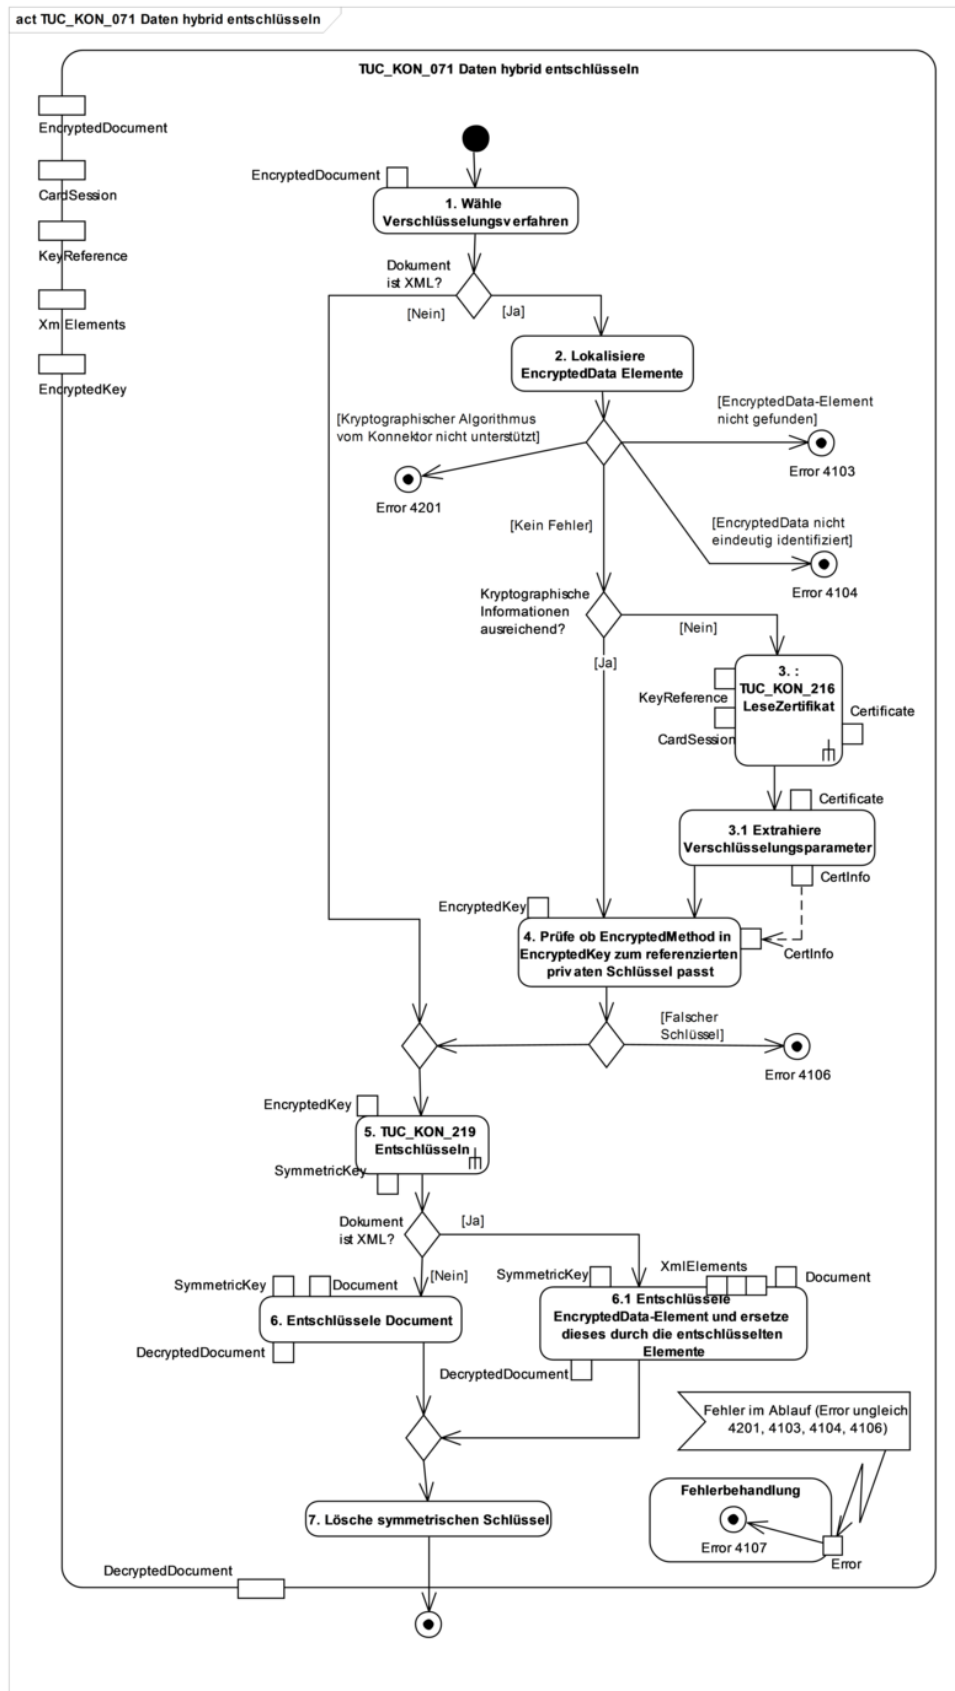 act TUC_KON_071 Daten hybrid entschlüsseln
TUC_KON_071 Daten hybrid entschlüsseln
EncryptedDocument
CardSession
KeyReference
XmlElements
EncryptedKey
EncryptedDocument
1. Wähle
Verschlüsselungsverfahren
Dokument
ist XML?
[Nein]
[Ja]
2. Lokalisiere
EncryptedData Elemente
[Kryptographischer Algorithmus
vom Konnektor nicht unterstützt]
[EncryptedData-Element
nicht gefunden]
Error 4103
Error 4201
[Kein Fehler]
[EncryptedData nicht
eindeutig identifiziert]
Error 4104
Kryptographische
Informationen
ausreichend?
[Nein]
[Ja]
3. :
TUC_KON_216
LeseZertifikat
KeyReference
CardSession
Certificate
Certificate
3.1 Extrahiere
Verschlüsselungsparameter
CertInfo
EncryptedKey
4. Prüfe ob EncryptedMethod in
EncryptedKey zum referenzierten
privaten Schlüssel passt
CertInfo
[Falscher
Schlüssel]
Error 4106
EncryptedKey
5. TUC_KON_219
Entschlüsseln
SymmetricKey
Dokument
ist XML?
[Ja]
[Nein]
SymmetricKey
Document
6. Entschlüssele Document
DecryptedDocument
SymmetricKey
XmlElements
Document
6.1 Entschlüssele
EncryptedData-Element und ersetze
dieses durch die entschlüsselten
Elemente
DecryptedDocument
Fehler im Ablauf (Error ungleich
4201, 4103, 4104, 4106)
Fehlerbehandlung
Error 4107
Error
7. Lösche symmetrischen Schlüssel
DecryptedDocument